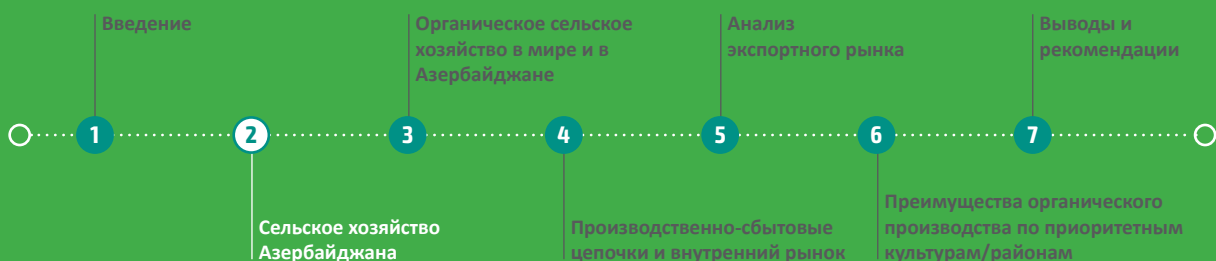 Введение
Органическое сельское
хозяйство в мире и в
Азербайджане
Анализ
экспортного рынка
Выводы и
рекомендации
1
2
3
4
5
6
7
Сельское хозяйство
Азербайджана
Производственно-сбытовые
цепочки и внутренний рынок
Преимущества органического
производства по приоритетным
культурам/районам